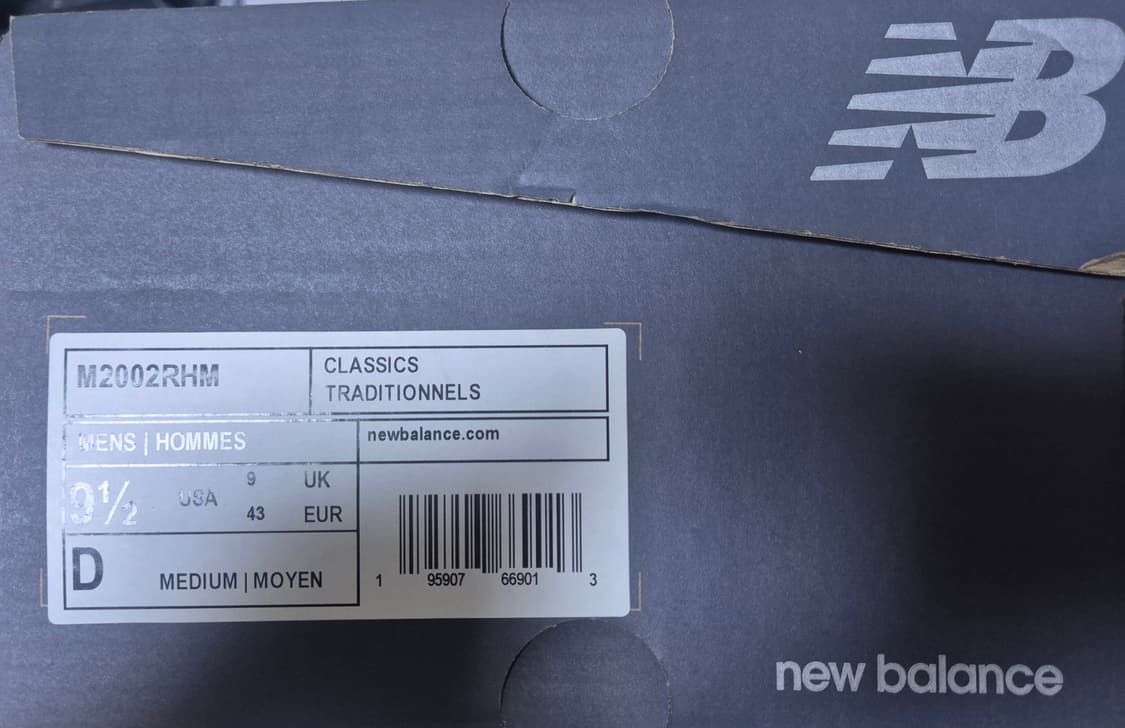 NB
M2002RHM
CLASSICS
TRADITIONNELS
MENS | HOMMES
newbalance.com
9½ USA 9 UK
43 EUR
D MEDIUM | MOYEN
1 95907 66901 3
new balance